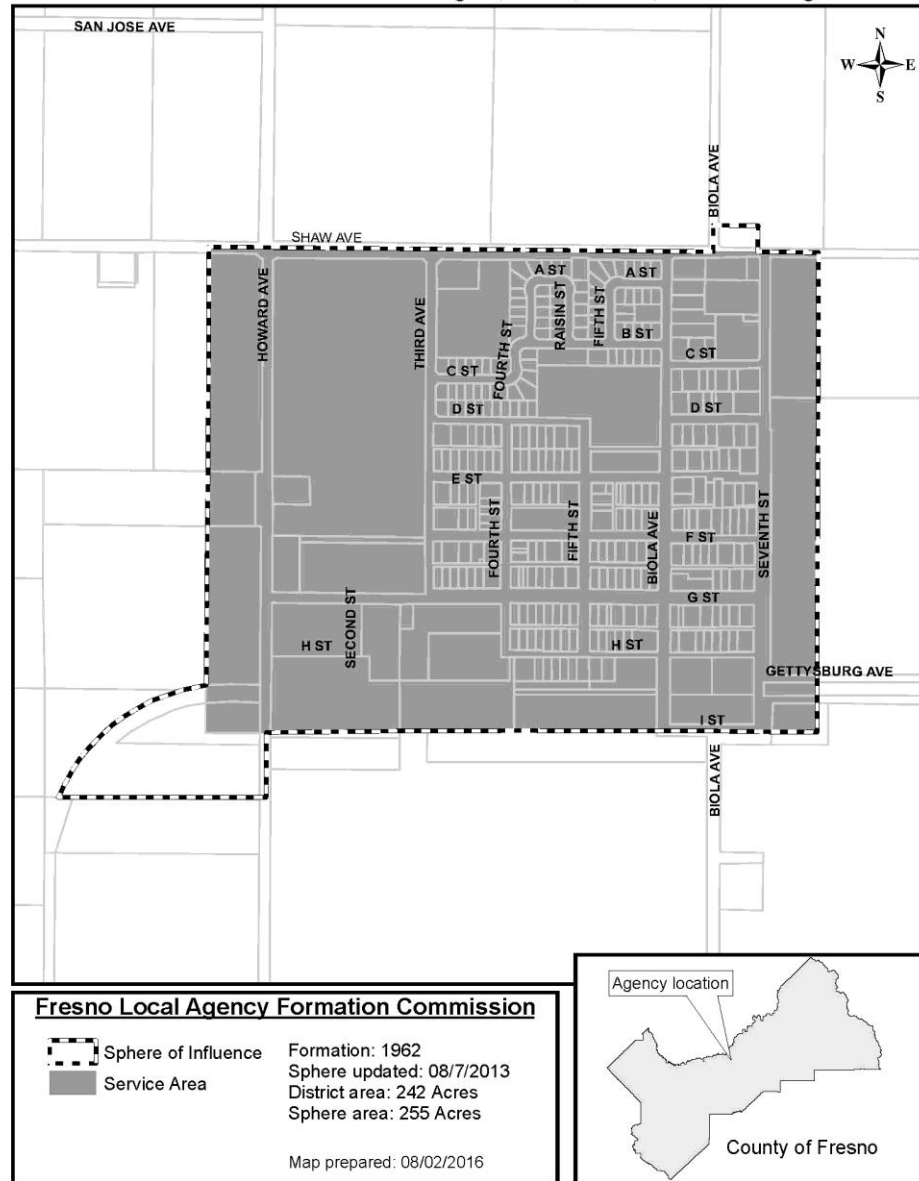 SAN JOSE AVE
N
W E
S
BIOLA AVE
SHAW AVE
HOWARD AVE
THIRD AVE
A ST
A ST
FOURTH ST
RAISIN ST
FIFTH ST
B ST
C ST
C ST
D ST
D ST
E ST
FOURTH ST
FIFTH ST
BIOLA AVE
F ST
SEVENTH ST
G ST
SECOND ST
H ST
H ST
GETTYSBURG AVE
I ST
BIOLA AVE
Fresno Local Agency Formation Commission
Sphere of Influence
Service Area
Formation: 1962
Sphere updated: 08/7/2013
District area: 242 Acres
Sphere area: 255 Acres
Map prepared: 08/02/2016
Agency location
County of Fresno